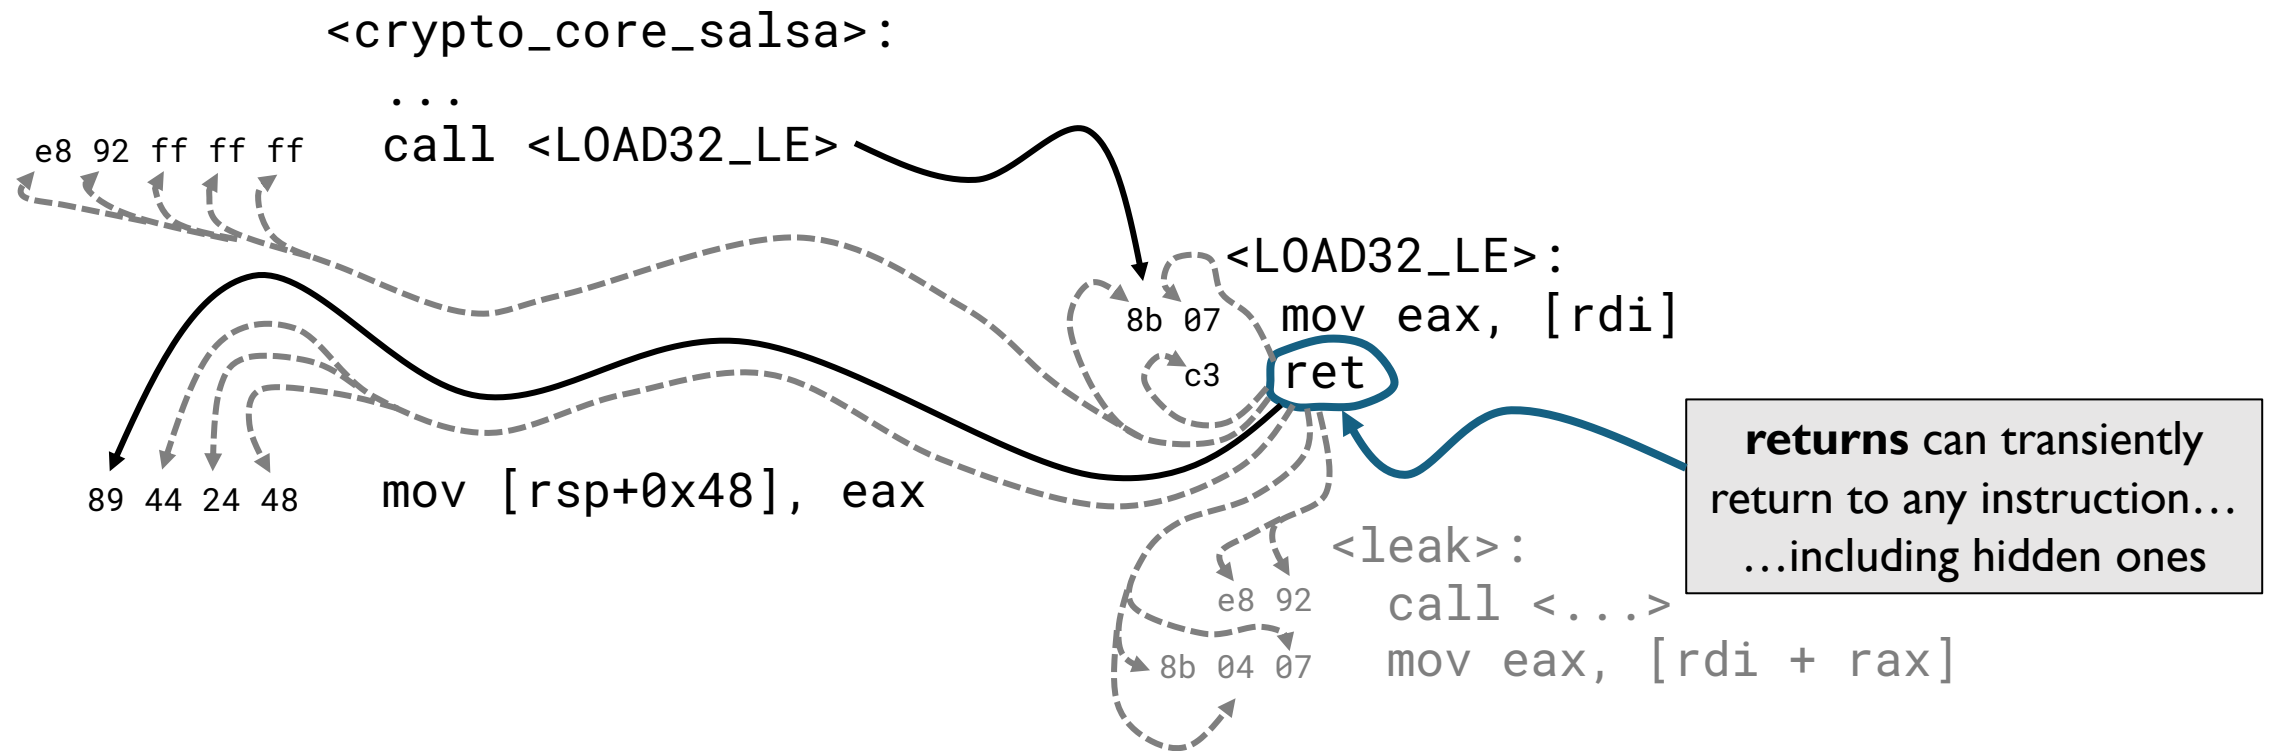 <crypto_core_salsa>:
...
e8 92 ff ff ff call <LOAD32_LE>
<LOAD32_LE>:
8b 07 mov eax, [rdi]
c3 ret
returns can transiently
return to any instruction…
…including hidden ones
89 44 24 48 mov [rsp+0x48], eax
<leak>:
e8 92 call <...>
8b 04 07 mov eax, [rdi + rax]